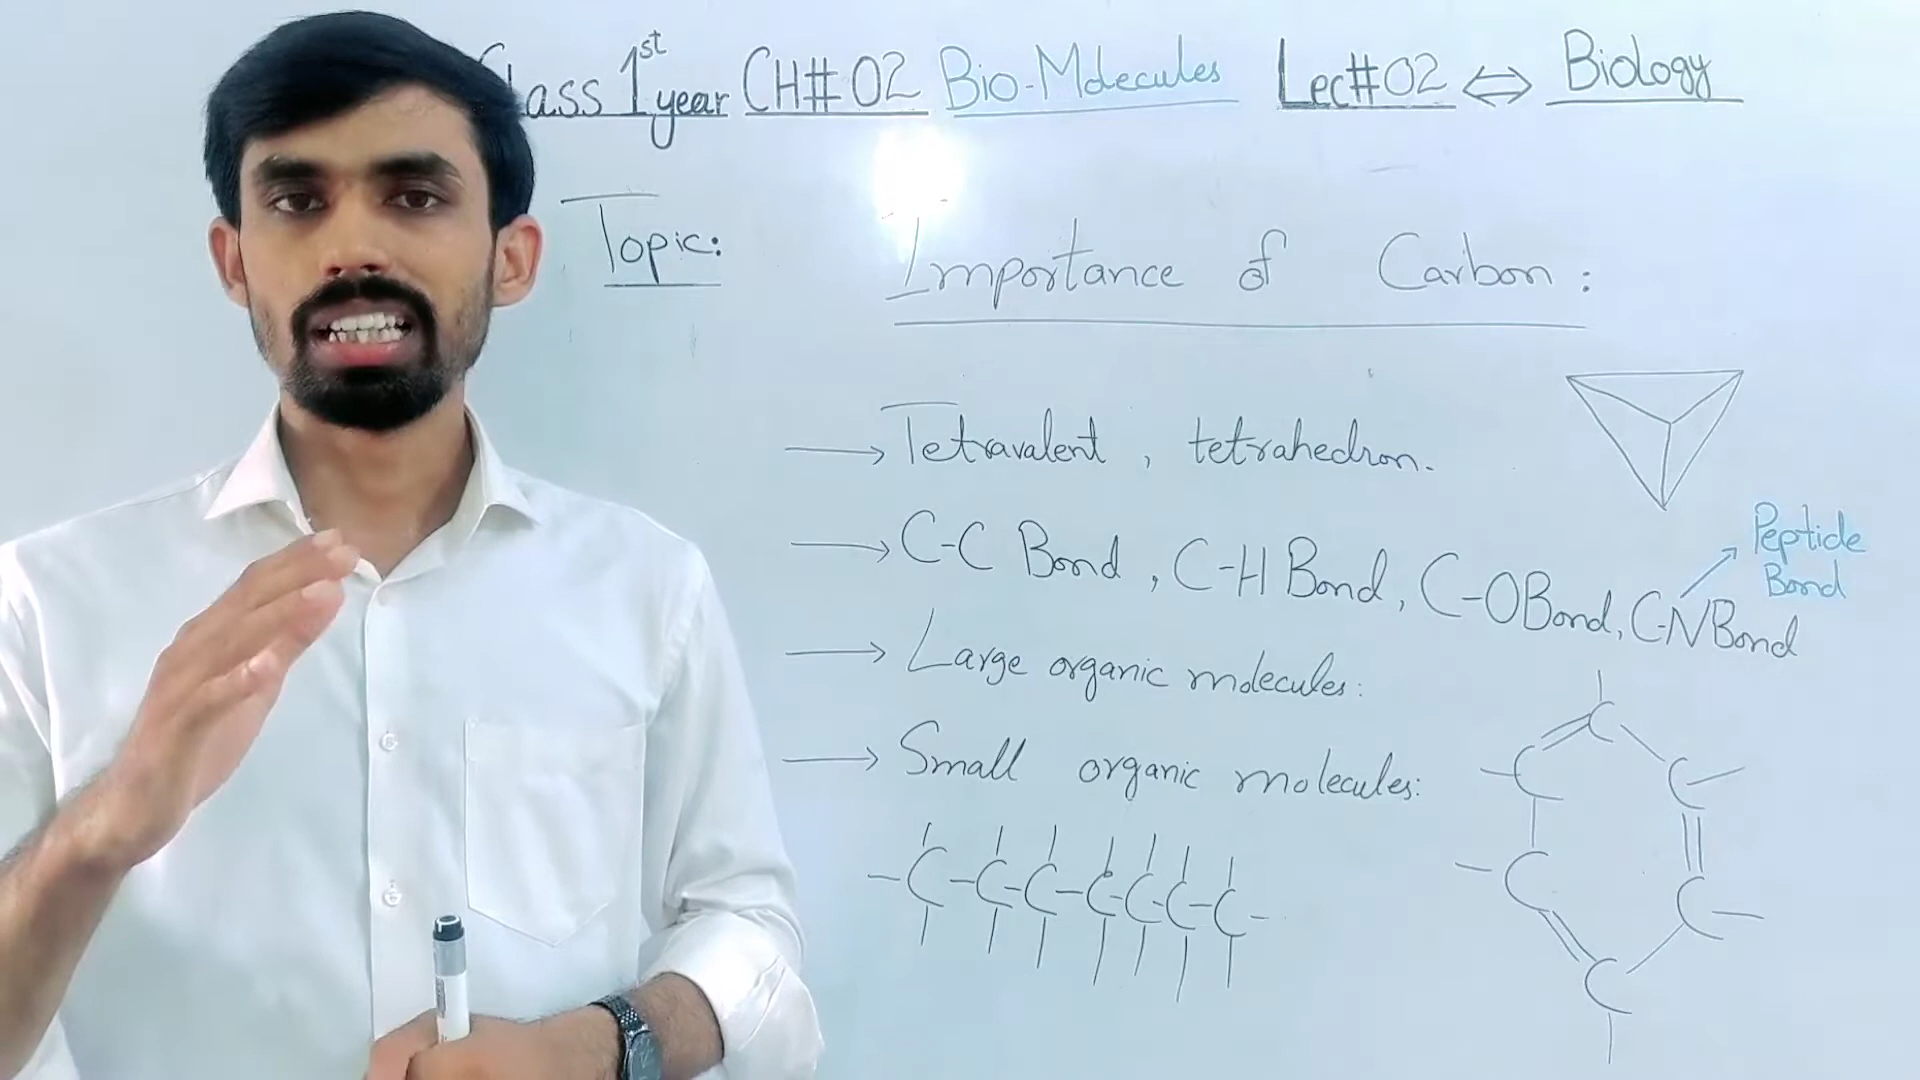 Class 1st year CH# 02 Bio-Molecules Lec# 02 ⇔ Biology
Topic: Importance of Carbon:
→ Tetravalent, tetrahedron.
→ C-C Bond, C-H Bond, C-O Bond, C-N Bond
Peptide
Bond
→ Large organic molecules:
→ Small organic molecules:
-C-C-C-C-C-C-C-
C
C C
C C
C